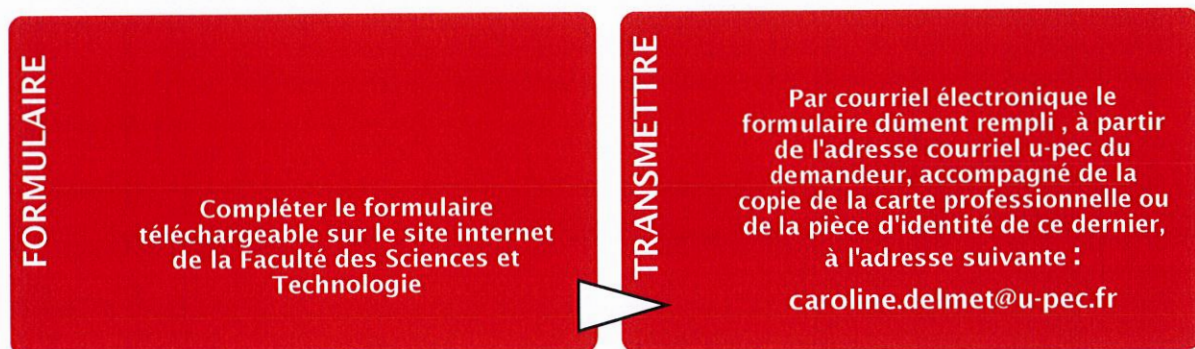 FORMULAIRE
Compléter le formulaire
téléchargeable sur le site internet
de la Faculté des Sciences et
Technologie
TRANSMETTRE
Par courriel électronique le
formulaire dûment rempli , à partir
de l'adresse courriel u-pec du
demandeur, accompagné de la
copie de la carte professionnelle ou
de la pièce d'identité de ce dernier,
à l'adresse suivante :
caroline.delmet@u-pec.fr